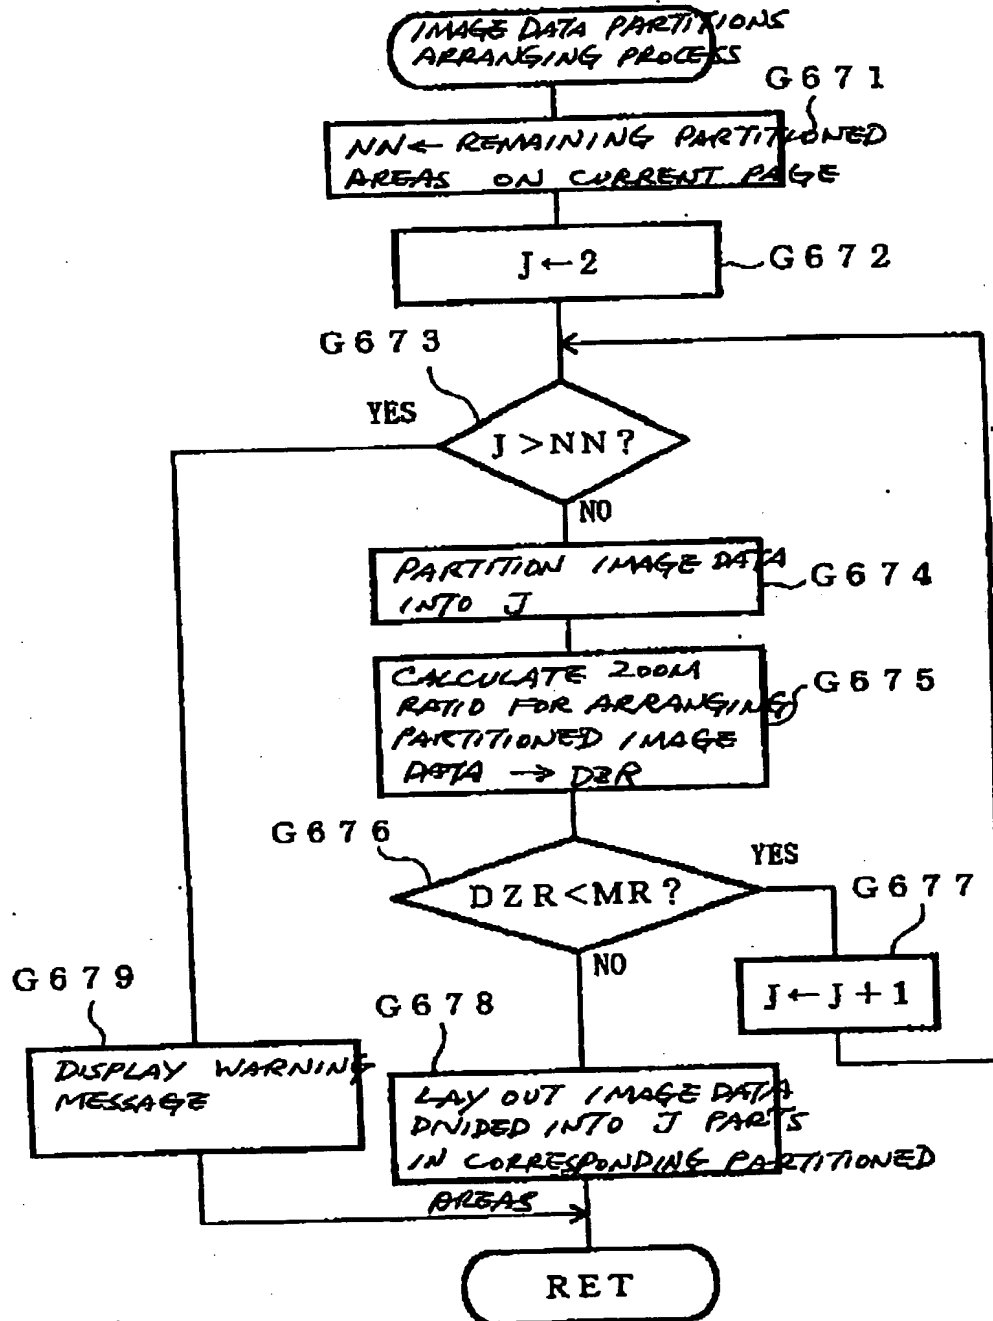 IMAGE DATA PARTITIONS
ARRANGING PROCESS
G671
NN← REMAINING PARTITIONED
AREAS ON CURRENT PAGE
J←2
G672
G673
YES
J>NN?
NO
PARTITION IMAGE DATA
INTO J
G674
CALCULATE ZOOM
RATIO FOR ARRANGING
PARTITIONED IMAGE
DATA → DZR
G675
G676
DZR<MR?
YES
NO
G677
J←J+1
G679
DISPLAY WARNING
MESSAGE
G678
LAY OUT IMAGE DATA
DIVIDED INTO J PARTS
IN CORRESPONDING PARTITIONED
AREAS
RET